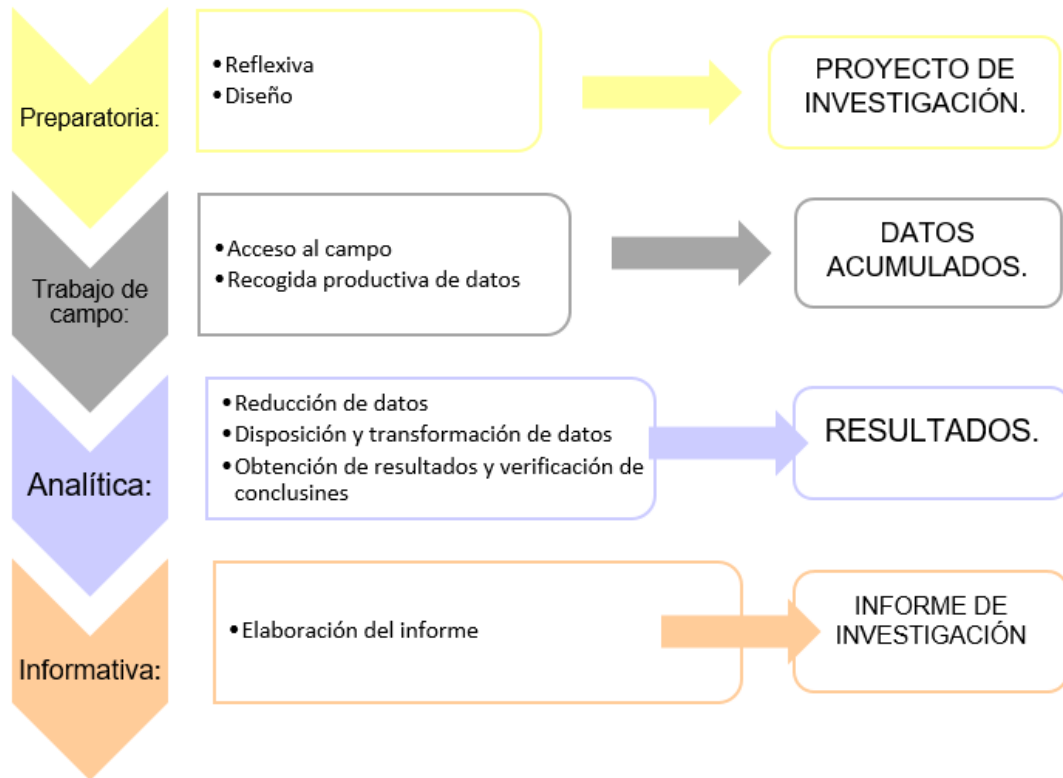 Preparatoria:
•Reflexiva
•Diseño
PROYECTO DE
INVESTIGACIÓN.
Trabajo de
campo:
•Acceso al campo
•Recogida productiva de datos
DATOS
ACUMULADOS.
Analítica:
•Reducción de datos
•Disposición y transformación de datos
•Obtención de resultados y verificación de
conclusines
RESULTADOS.
Informativa:
•Elaboración del informe
INFORME DE
INVESTIGACIÓN